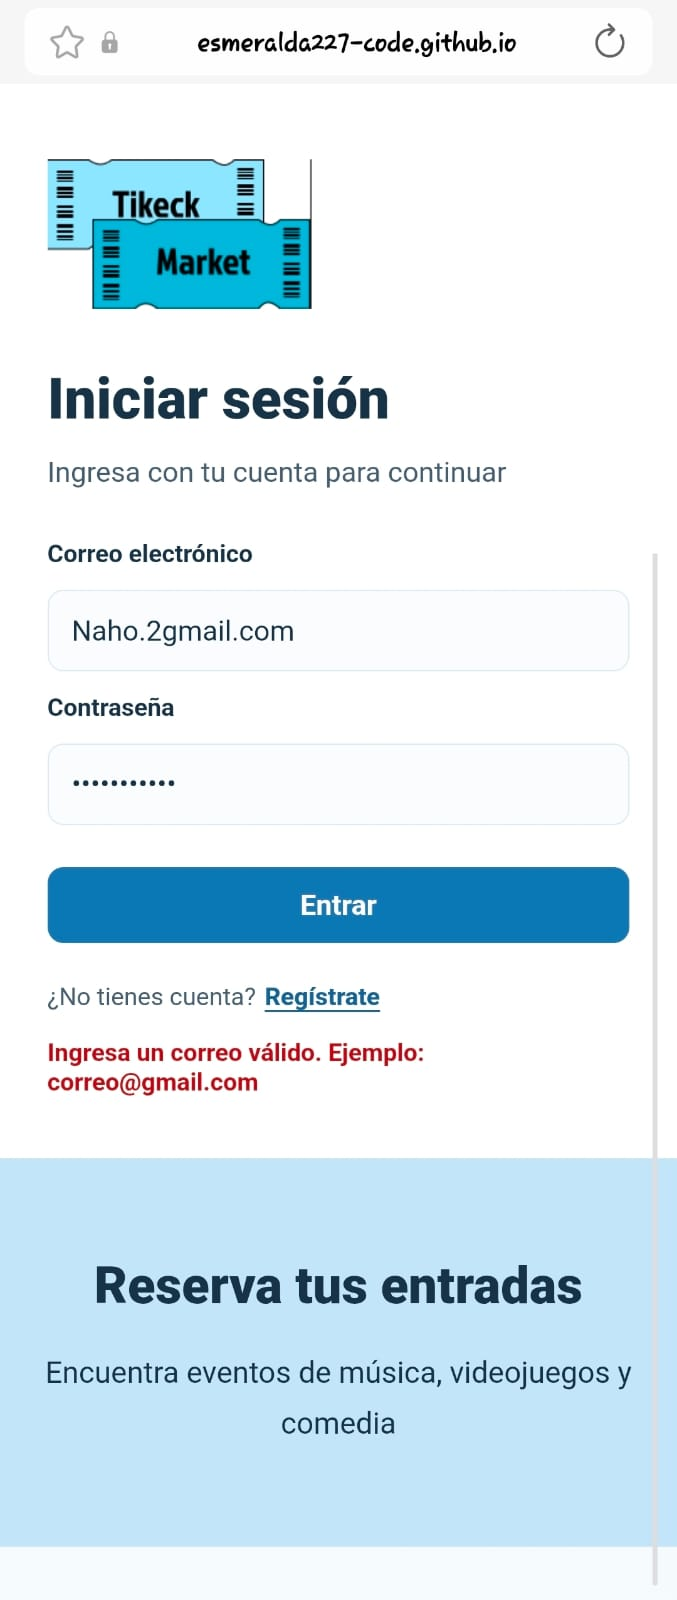 esmeralda227-code.github.io
Tikeck
Market
Iniciar sesión
Ingresa con tu cuenta para continuar
Correo electrónico
Naho.2gmail.com
Contraseña
•••••••••••
Entrar
¿No tienes cuenta? Regístrate
Ingresa un correo válido. Ejemplo:
correo@gmail.com
Reserva tus entradas
Encuentra eventos de música, videojuegos y
comedia